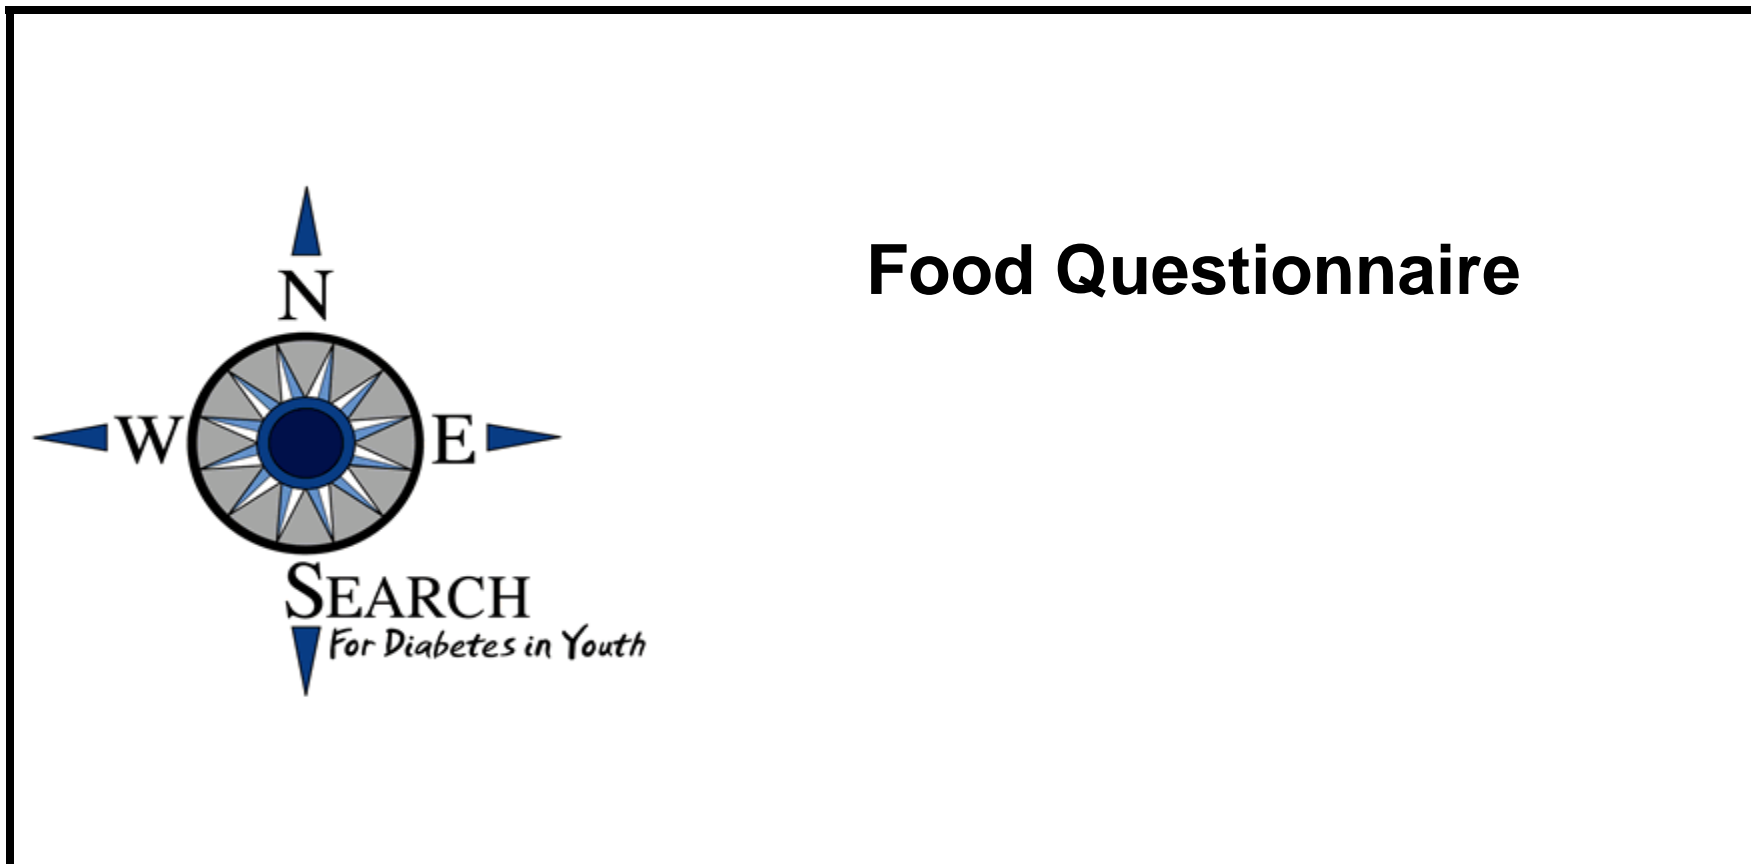 Food Questionnaire
N
W E
SEARCH
For Diabetes in Youth